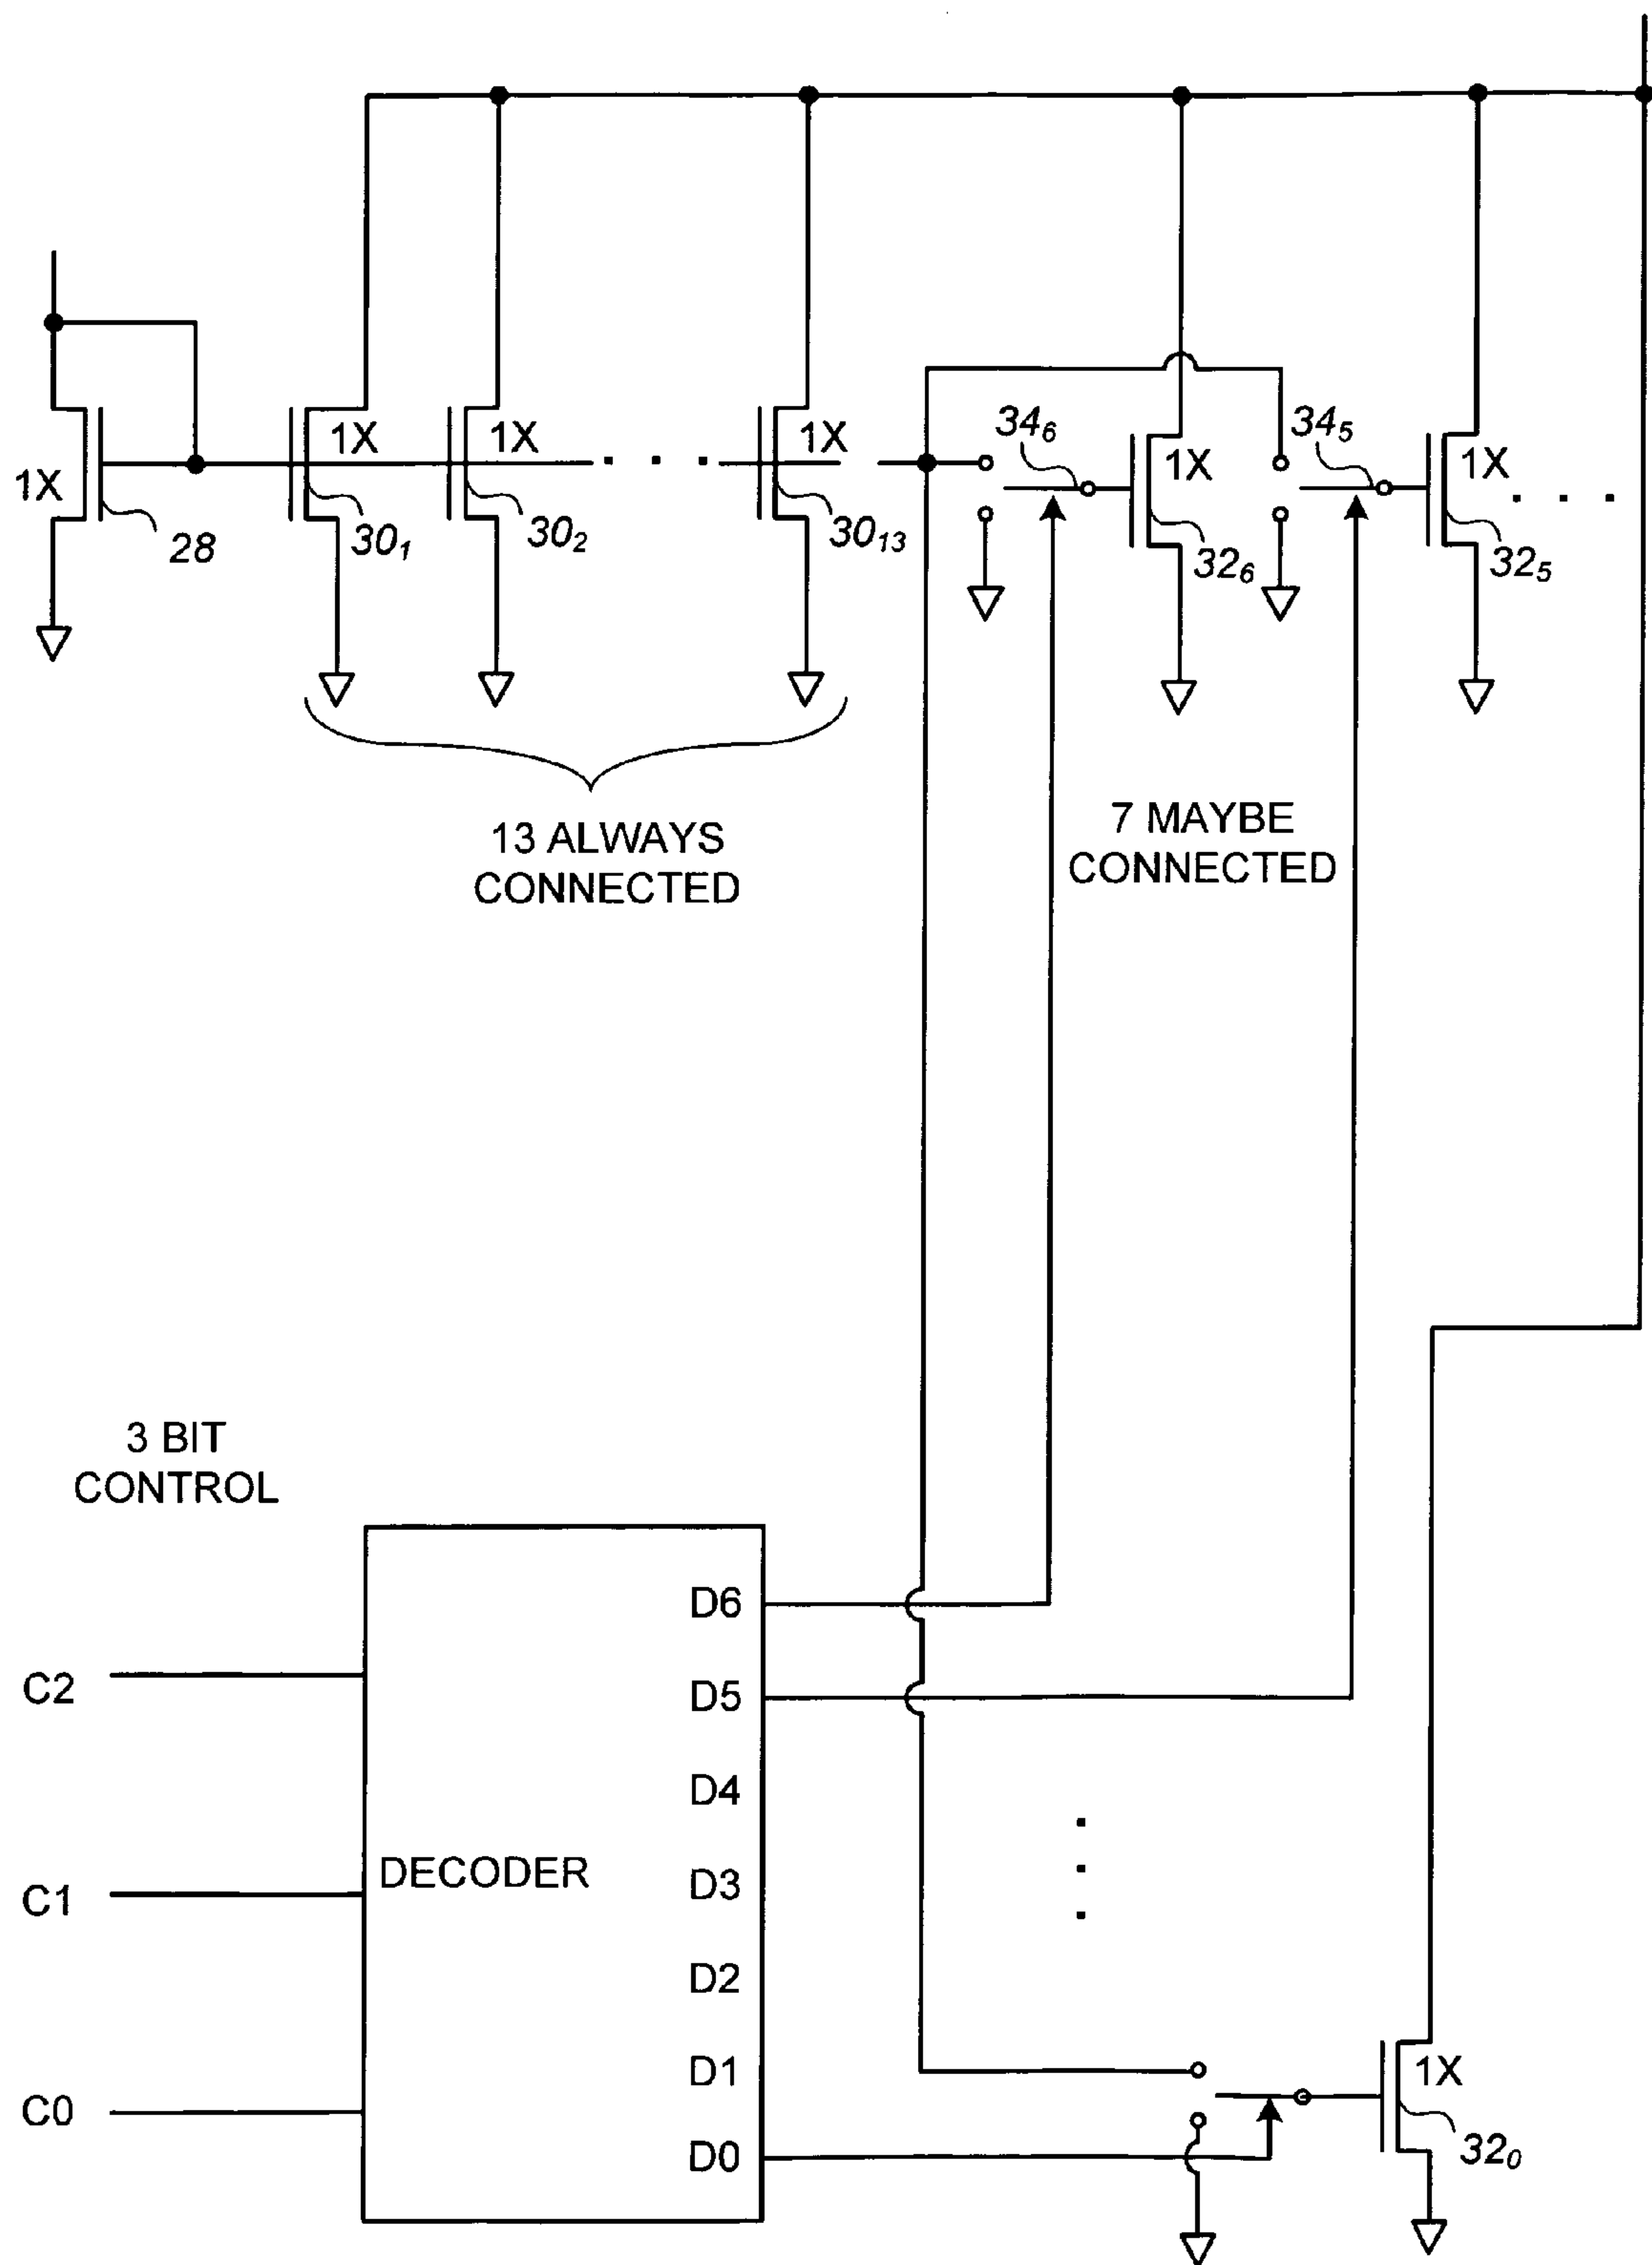 34₆
34₅
1X
1X
1X
1X
1X
1X
28
30₁
30₂
30₁₃
32₆
32₅
13 ALWAYS
CONNECTED
7 MAYBE
CONNECTED
3 BIT
CONTROL
C2
C1
C0
DECODER
D6
D5
D4
D3
D2
D1
D0
1X
32₀